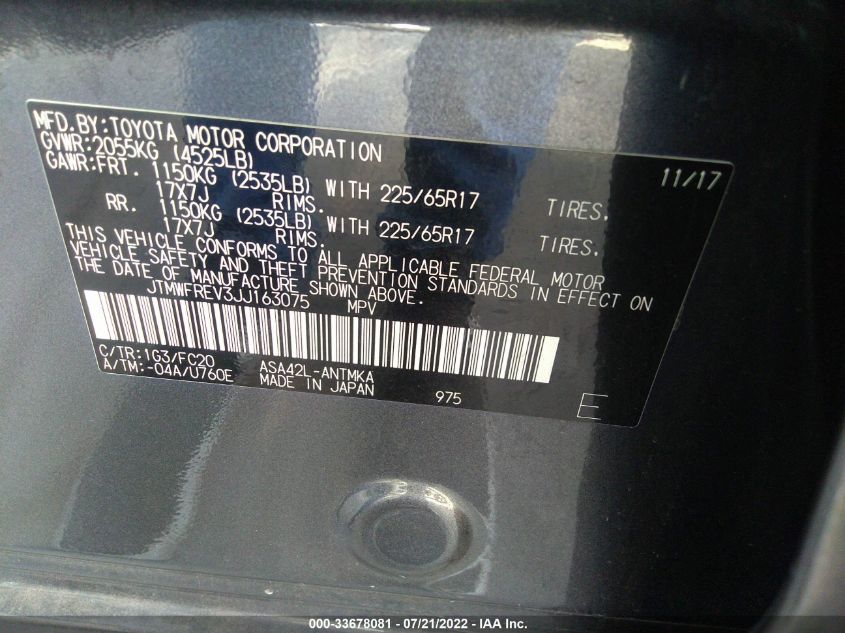 MFD.BY:TOYOTA MOTOR CORPORATION 11/17
GVWR:2055KG (4525LB)
GAWR:FRT. 1150KG (2535LB) WITH 225/65R17 TIRES.
17X7J RIMS.
RR. 1150KG (2535LB) WITH 225/65R17 TIRES.
17X7J RIMS.
THIS VEHICLE CONFORMS TO ALL APPLICABLE FEDERAL MOTOR
VEHICLE SAFETY AND THEFT PREVENTION STANDARDS IN EFFECT ON
THE DATE OF MANUFACTURE SHOWN ABOVE.
JTMWFREV3JJ163075 MPV
C/TR:1G3/FC20 ASA42L-ANTMKA
A/TM:-04A/U760E MADE IN JAPAN 975 E
000-33678081 - 07/21/2022 - IAA Inc.